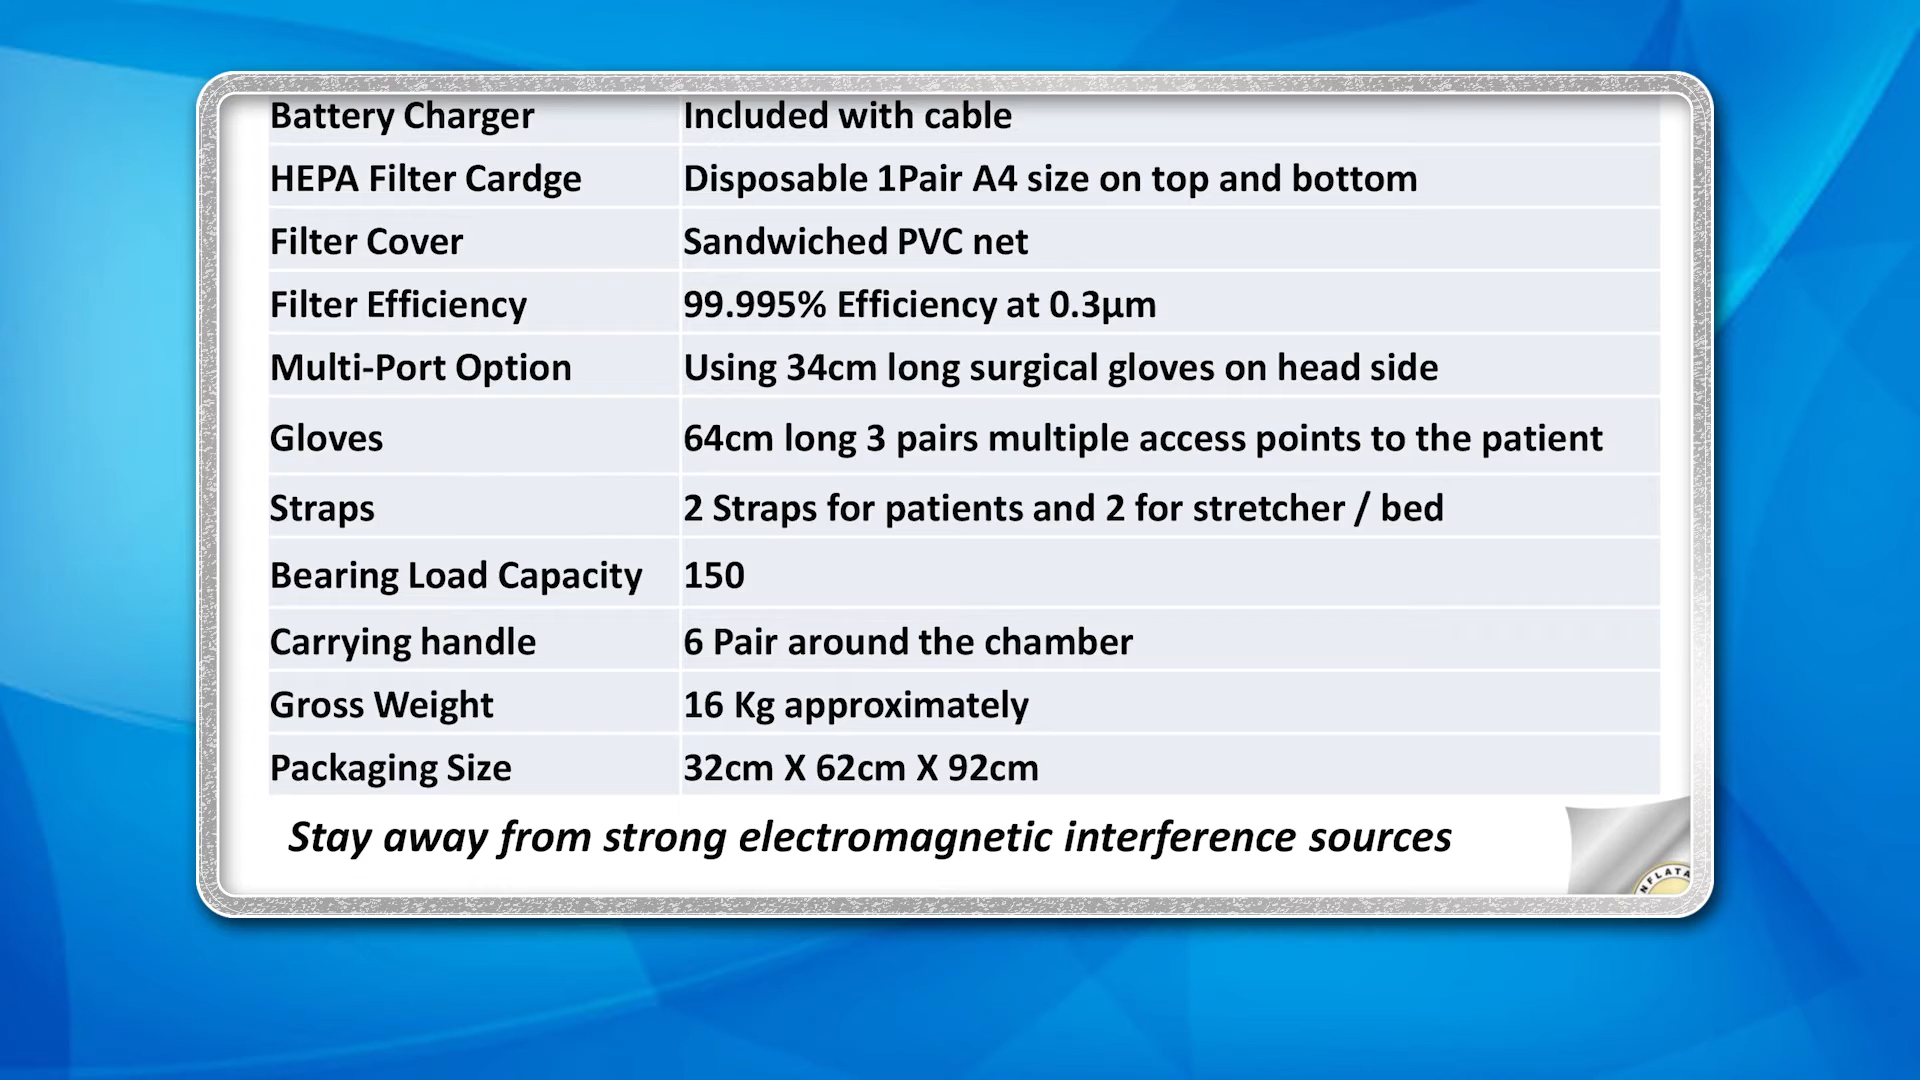 Battery Charger Included with cable
HEPA Filter Cardge Disposable 1Pair A4 size on top and bottom
Filter Cover Sandwiched PVC net
Filter Efficiency 99.995% Efficiency at 0.3µm
Multi-Port Option Using 34cm long surgical gloves on head side
Gloves 64cm long 3 pairs multiple access points to the patient
Straps 2 Straps for patients and 2 for stretcher / bed
Bearing Load Capacity 150
Carrying handle 6 Pair around the chamber
Gross Weight 16 Kg approximately
Packaging Size 32cm X 62cm X 92cm
Stay away from strong electromagnetic interference sources